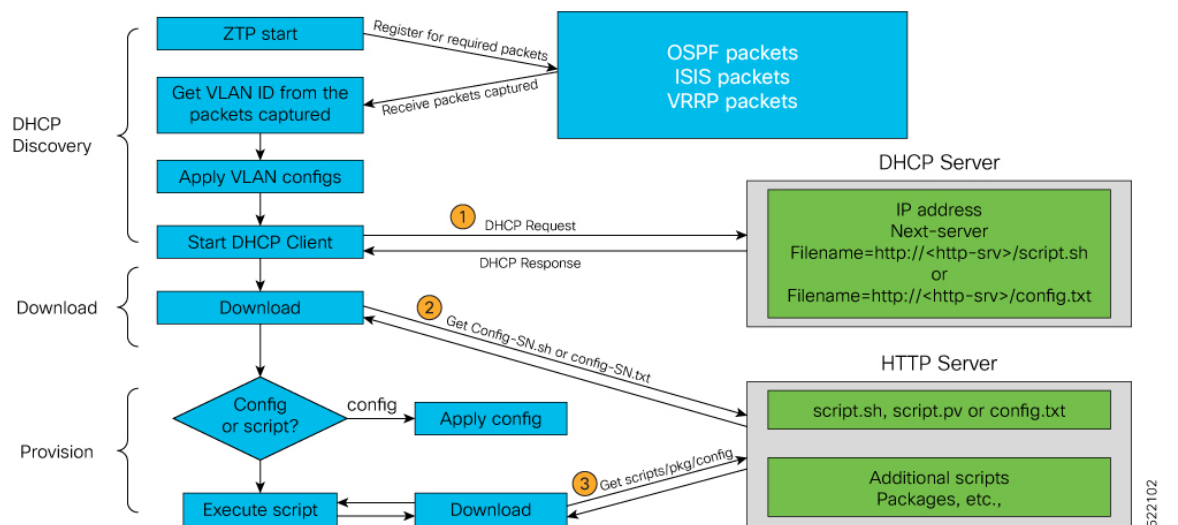 ZTP start
Register for required packets
OSPF packets
ISIS packets
VRRP packets
Receive packets captured
Get VLAN ID from the
packets captured
DHCP
Discovery
Apply VLAN configs
DHCP Server
1
DHCP Request
Start DHCP Client
DHCP Response
IP address
Next-server
Filename=http://<http-srv>/script.sh
or
Filename=http://<http-srv>/config.txt
Download
Download
2
Get Config-SN.sh or config-SN.txt
HTTP Server
Config
or script?
config
Apply config
script.sh, script.pv or config.txt
Provision
3
Get scripts/pkg/config
Additional scripts
Packages, etc.,
Execute script
Download
522102